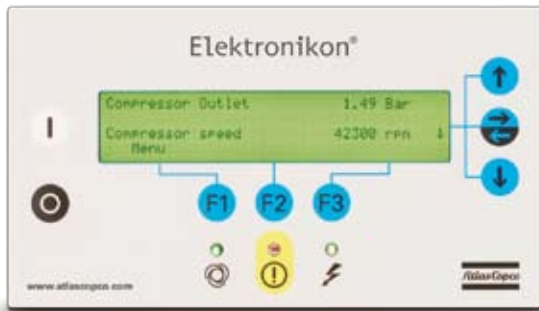 Elektronikon®
Compressor Outlet 1.49 Bar
Compressor speed 42300 rpm ↓
Menu
F1 F2 F3
www.atlascopco.com
Atlas Copco